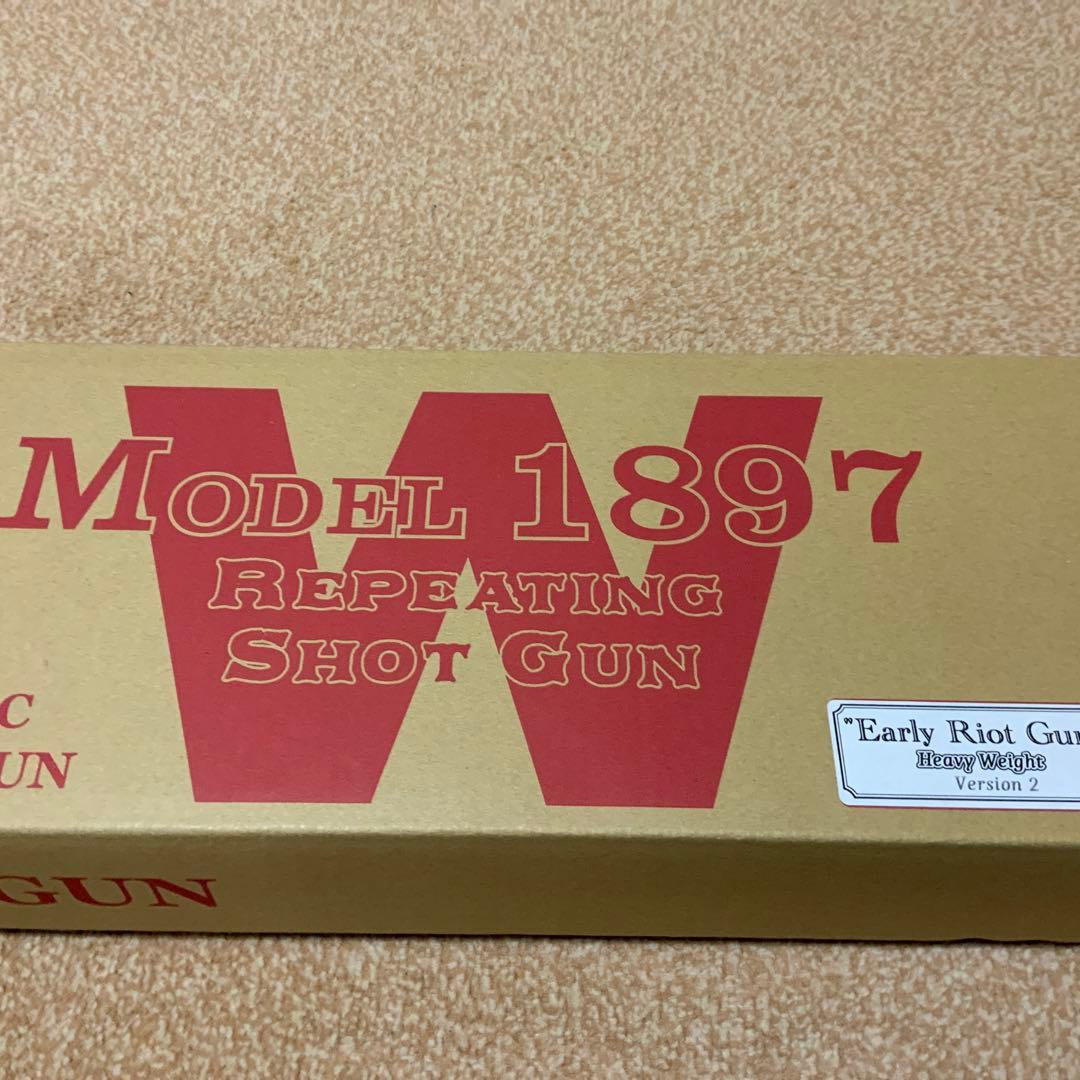 W
MODEL 1897
REPEATING
SHOT GUN
C
UN
"Early Riot Gun
Heavy Weight
Version 2
GUN